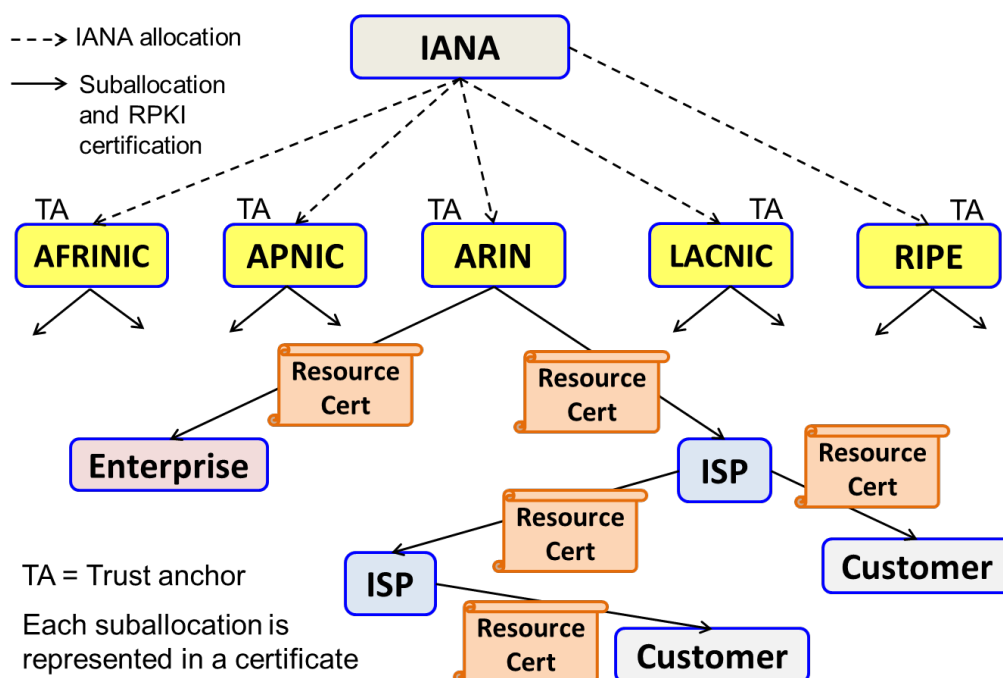 IANA allocation
Suballocation
and RPKI
certification
IANA
TA
TA
TA
TA
TA
AFRINIC
APNIC
ARIN
LACNIC
RIPE
Resource
Cert
Resource
Cert
Enterprise
ISP
Resource
Cert
Resource
Cert
ISP
Customer
TA = Trust anchor
Each suballocation is
represented in a certificate
Resource
Cert
Customer